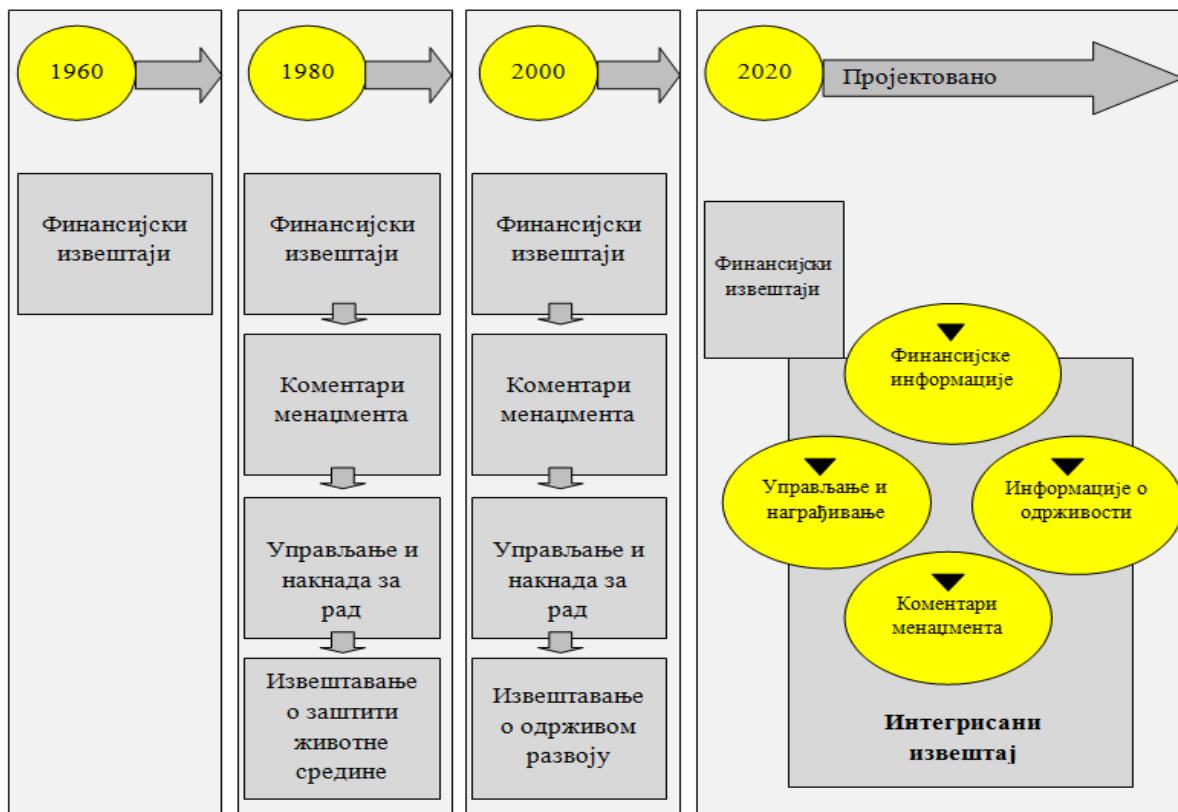 1960
Финансијски
извештаји
1980
Финансијски
извештаји
Коментари
менаџмента
Управљање и
накнада за
рад
Извештавање
о заштити
животне
средине
2000
Финансијски
извештаји
Коментари
менаџмента
Управљање и
накнада за
рад
Извештавање
о одрживом
развоју
2020
Пројектовано
Финансијски
извештаји
Финансијске
информације
Управљање и
награђивање
Информације о
одрживости
Коментари
менаџмента
Интегрисани
извештај